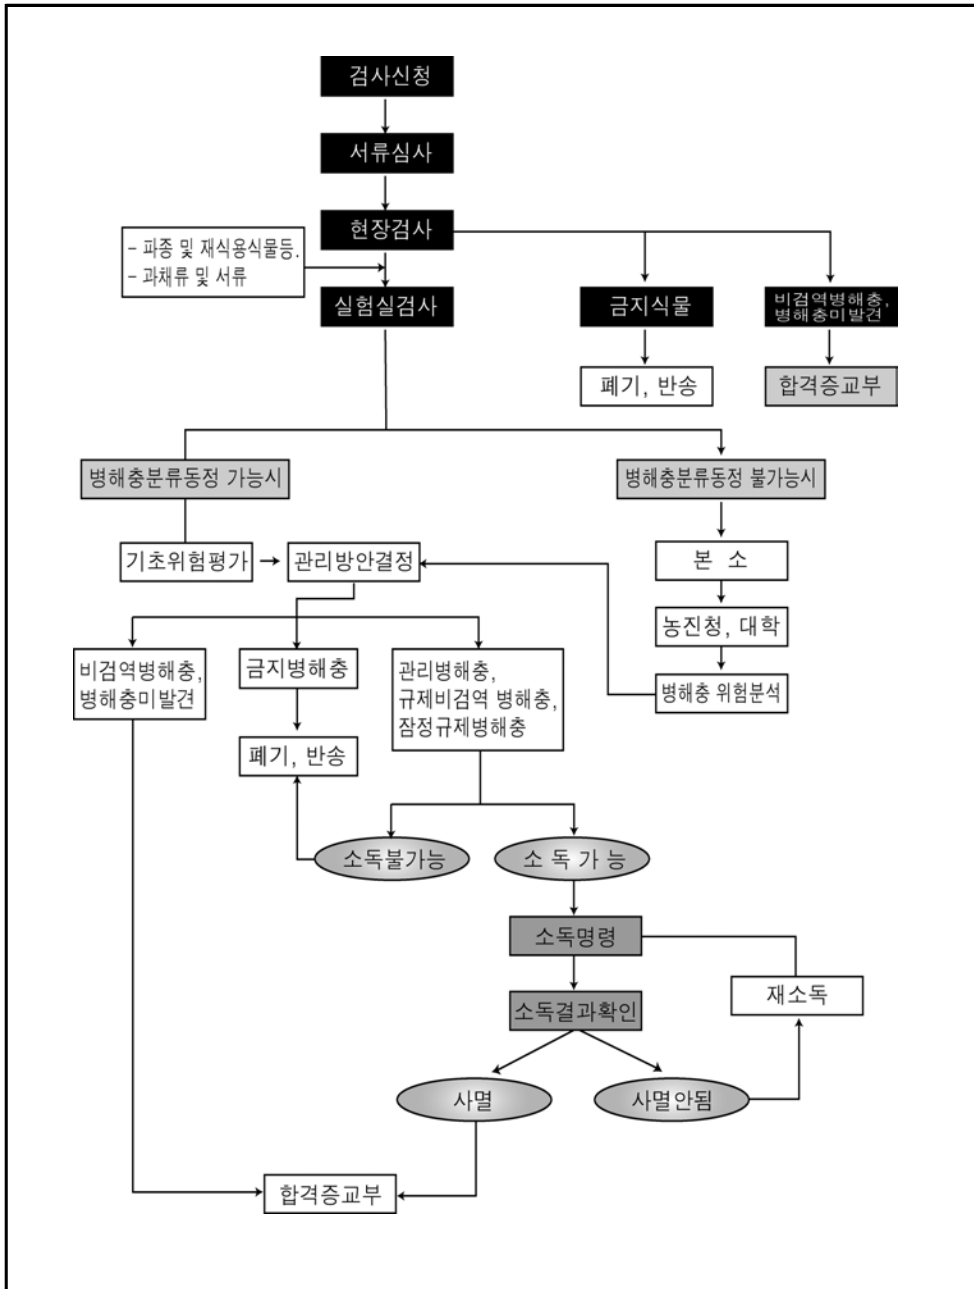 검사신청
서류심사
현장검사
- 파종 및 재식용식물등.
- 과채류 및 서류
실험실검사
금지식물
비검역병해충,
병해충미발견
폐기, 반송
합격증교부
병해충분류동정 가능시
병해충분류동정 불가능시
기초위험평가
관리방안결정
본 소
농진청, 대학
병해충 위험분석
비검역병해충,
병해충미발견
금지병해충
관리병해충,
규제비검역 병해충,
잠정규제병해충
폐기, 반송
소독불가능
소 독 가 능
소독명령
소독결과확인
재소독
사멸
사멸안됨
합격증교부